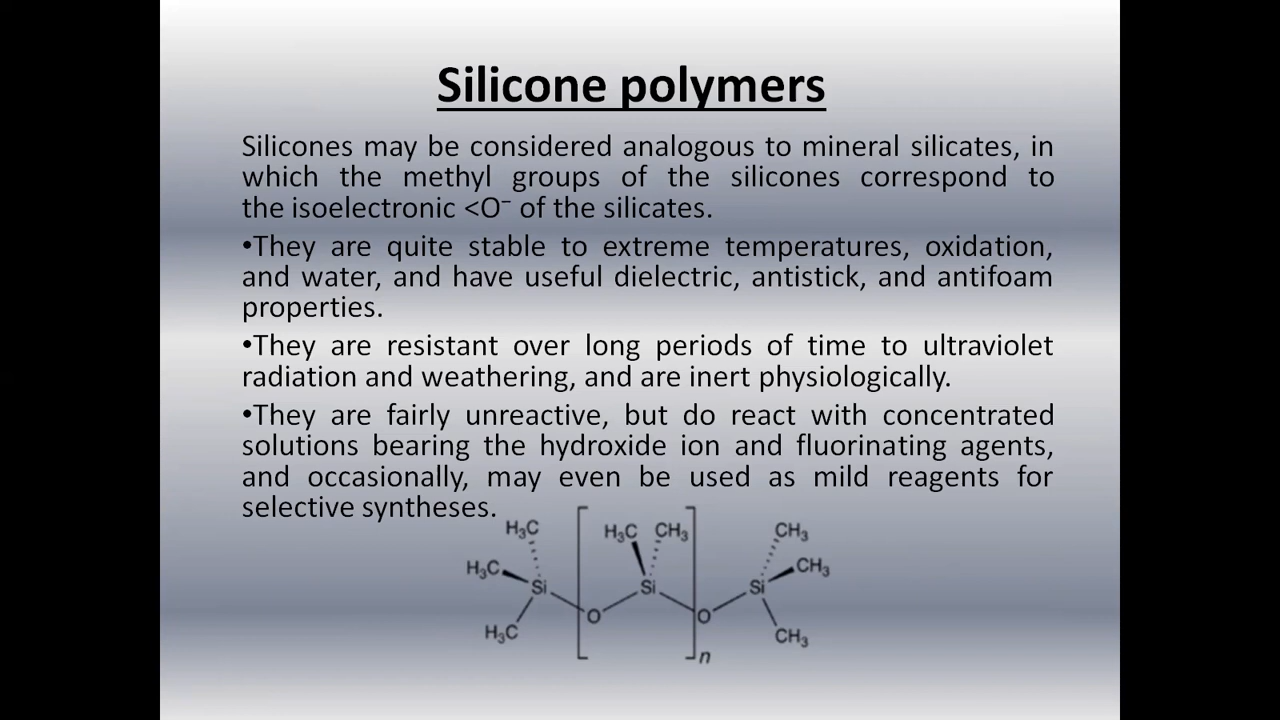 Silicone polymers
Silicones may be considered analogous to mineral silicates, in
which the methyl groups of the silicones correspond to
the isoelectronic <O⁻ of the silicates.
•They are quite stable to extreme temperatures, oxidation,
and water, and have useful dielectric, antistick, and antifoam
properties.
•They are resistant over long periods of time to ultraviolet
radiation and weathering, and are inert physiologically.
•They are fairly unreactive, but do react with concentrated
solutions bearing the hydroxide ion and fluorinating agents,
and occasionally, may even be used as mild reagents for
selective syntheses.
H₃C H₃C CH₃ CH₃
H₃C CH₃
Si Si Si
O O
H₃C CH₃
n